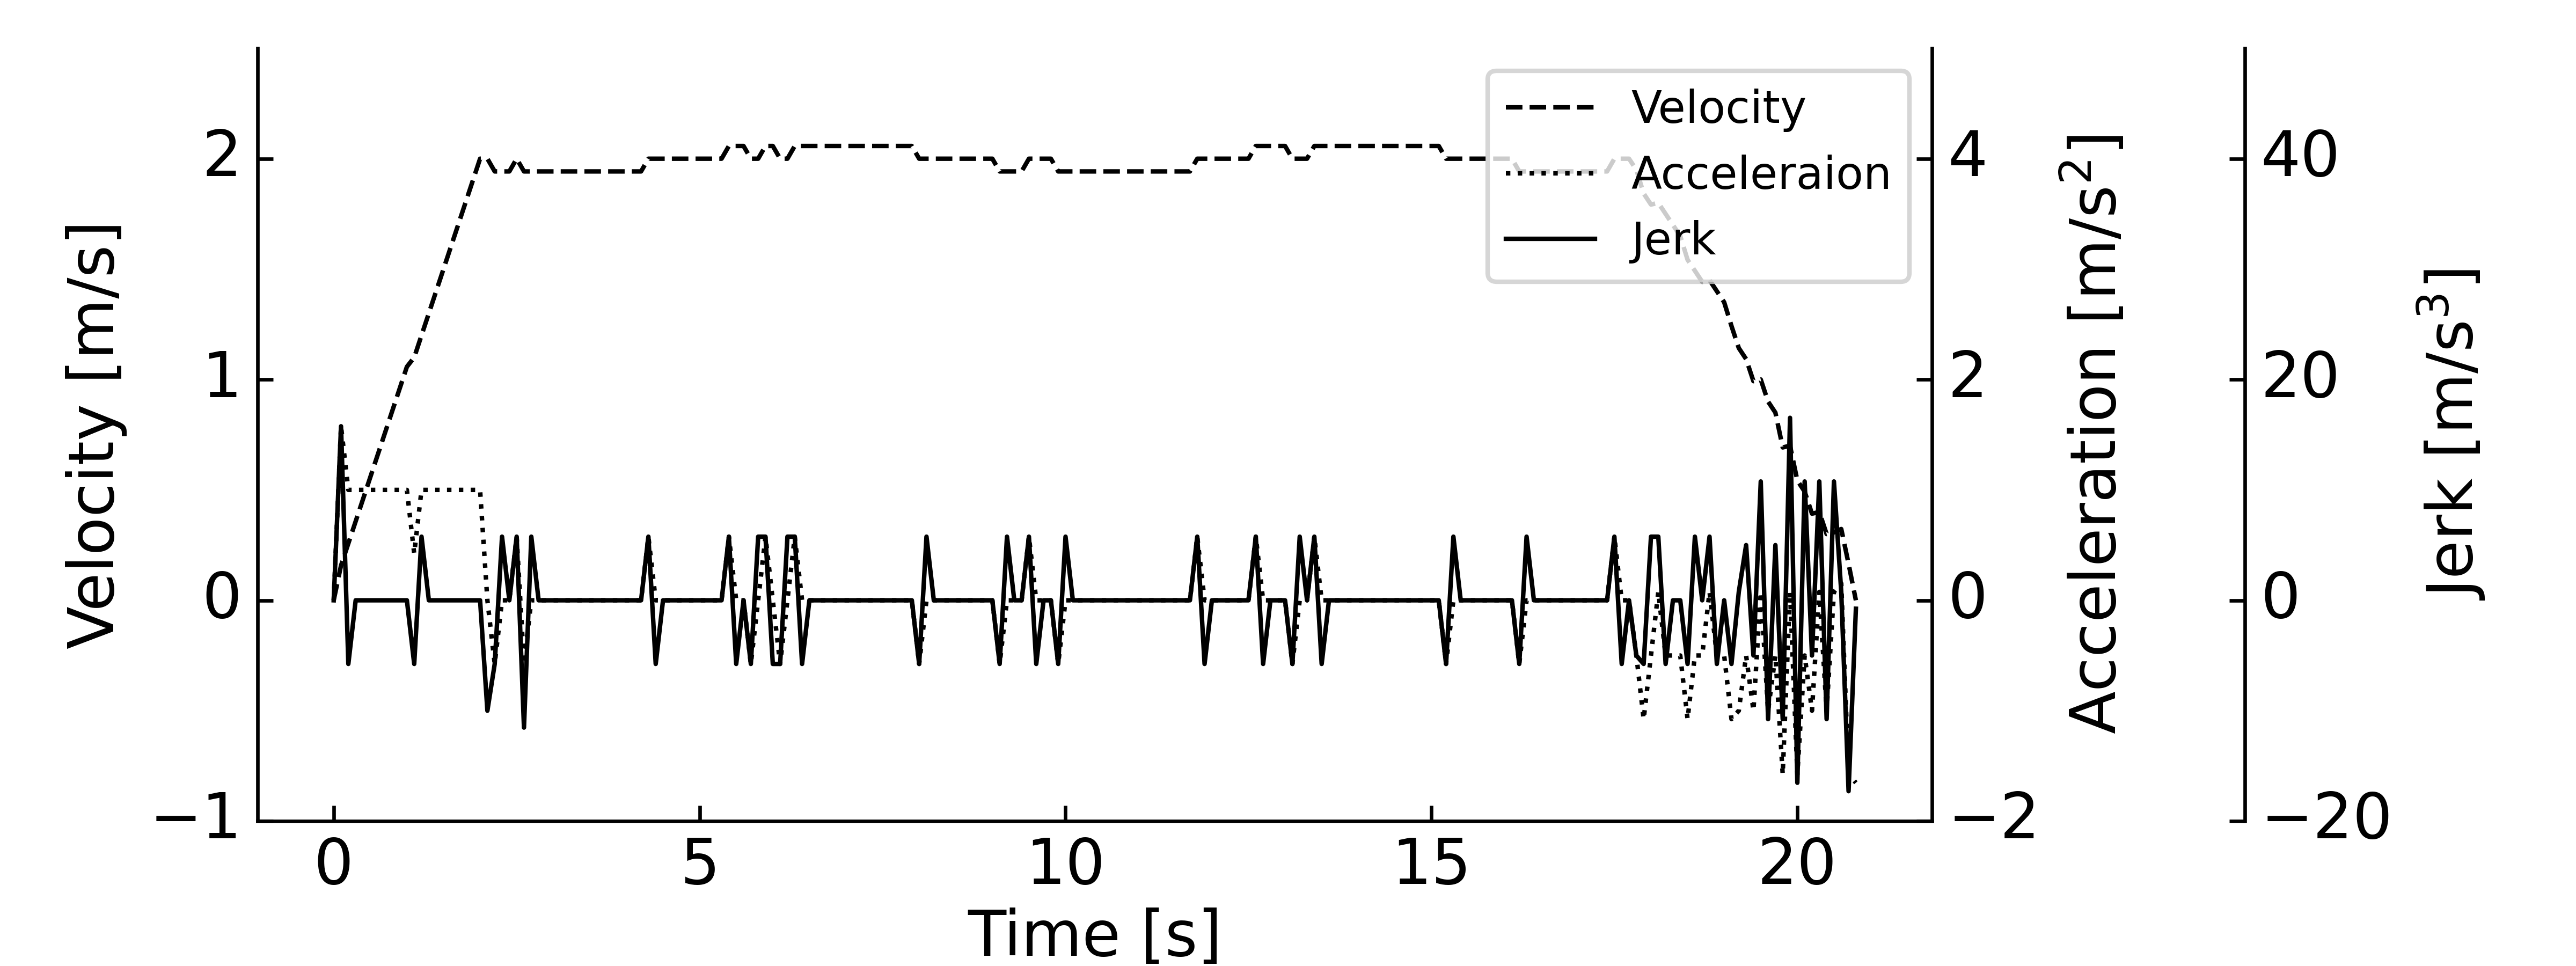 Velocity
Acceleraion
Jerk
2
1
0
−1
Velocity [m/s]
0
5
10
15
20
Time [s]
4
2
0
−2
Acceleration [m/s²]
40
20
0
−20
Jerk [m/s³]